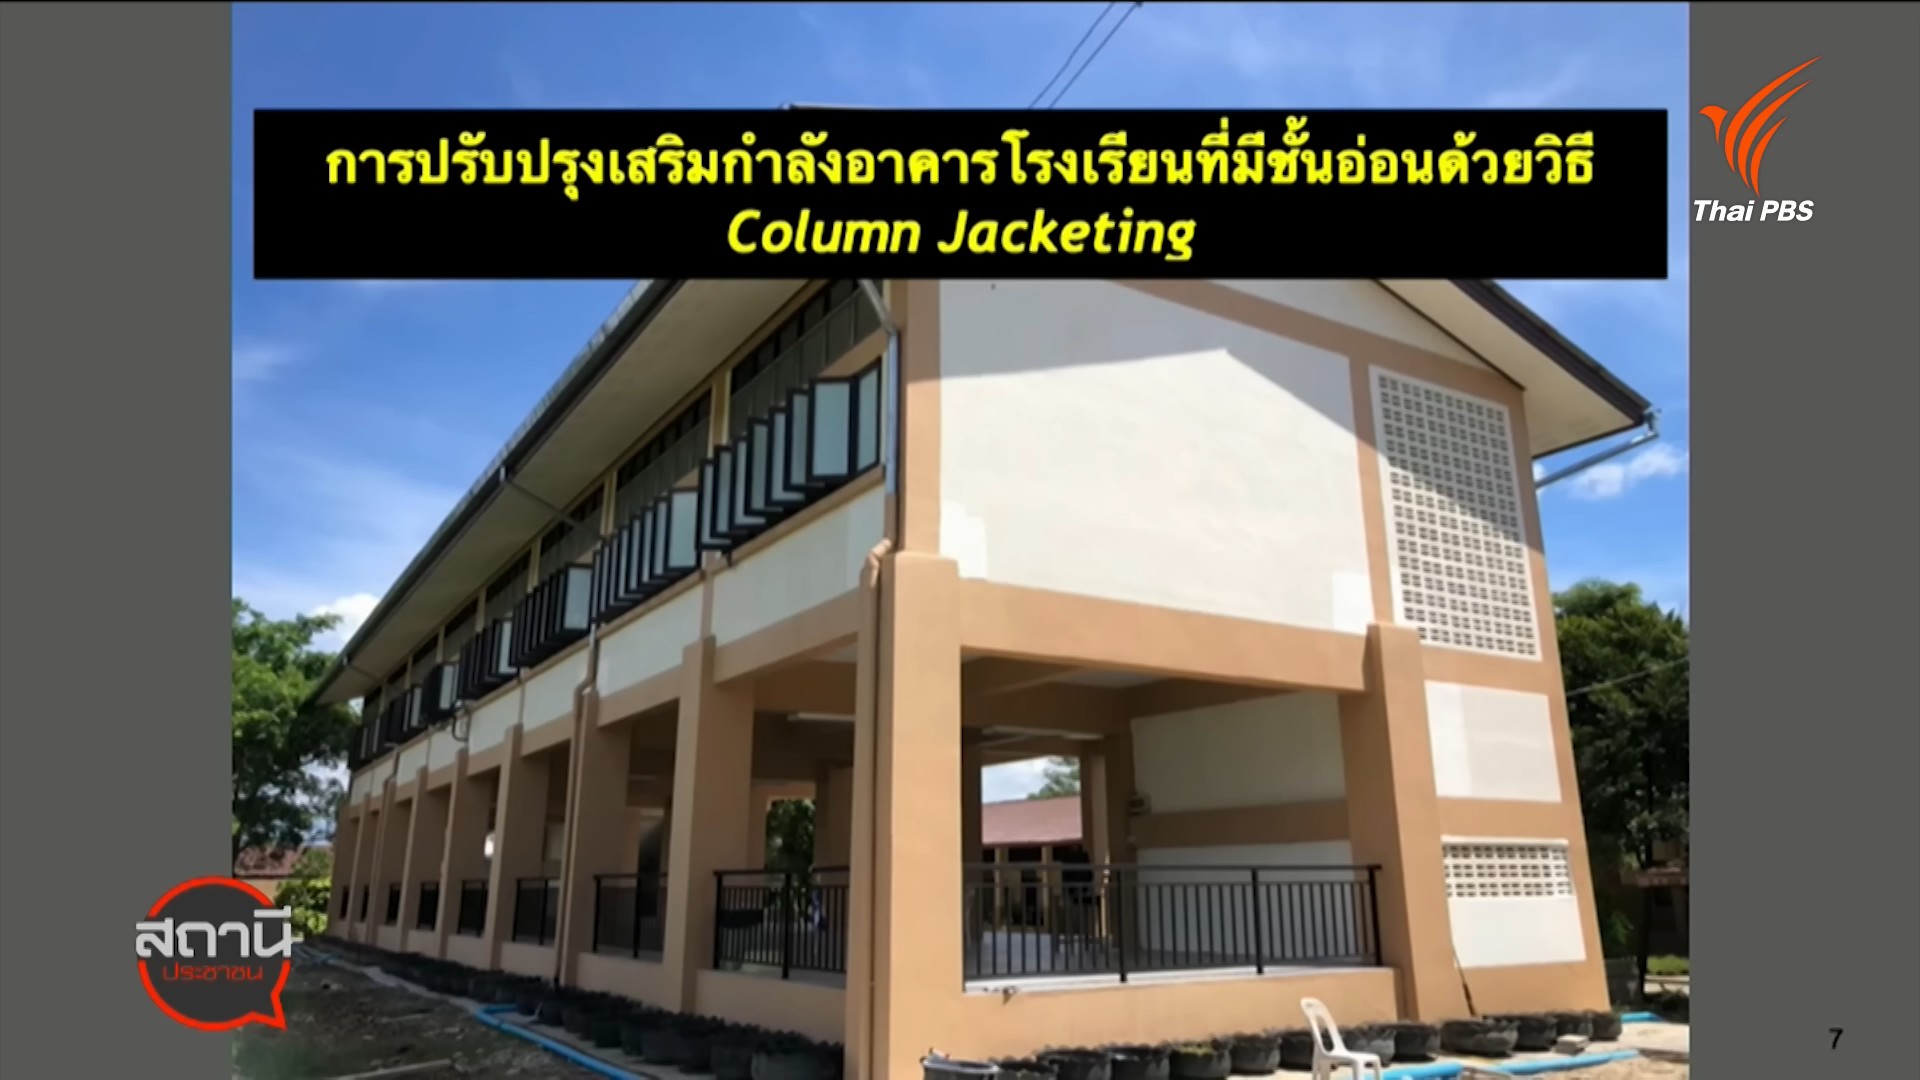 การปรับปรุงเสริมกำลังอาคารโรงเรียนที่มีชั้นอ่อนด้วยวิธี
Column Jacketing
Thai PBS
สถานี
ประชาชน
7